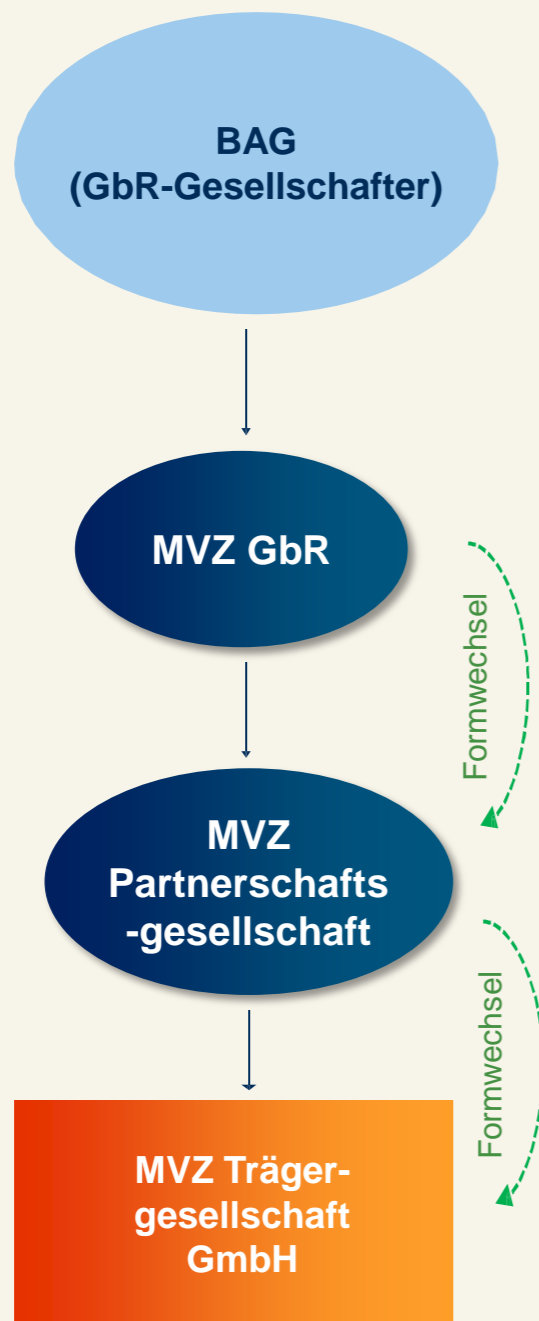 BAG
(GbR-Gesellschafter)
MVZ GbR
Formwechsel
MVZ
Partnerschafts
-gesellschaft
Formwechsel
MVZ Träger-
gesellschaft
GmbH